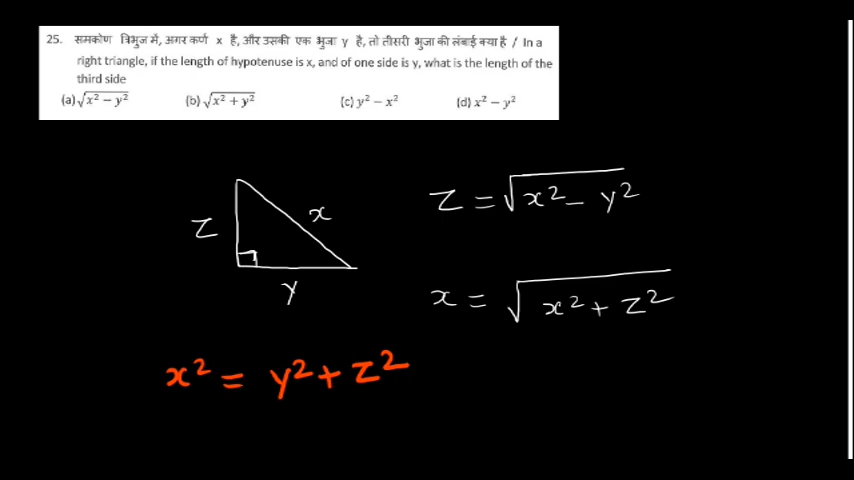 25. समकोण त्रिभुज में, अगर कर्ण x है, और उसकी एक भुजा y है, तो तीसरी भुजा की लंबाई क्या है / In a
right triangle, if the length of hypotenuse is x, and of one side is y, what is the length of the
third side
(a) √x² − y² (b) √x² + y² (c) y² − x² (d) x² − y²
z = √x² − y²
x
z
x = √x² + z²
y
x² = y² + z²